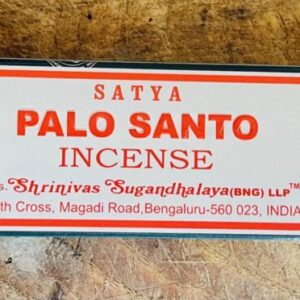 SATYA
PALO SANTO
INCENSE
s. Shrinivas Sugandhalaya(BNG) LLP™
th Cross, Magadi Road,Bengaluru-560 023, INDIA